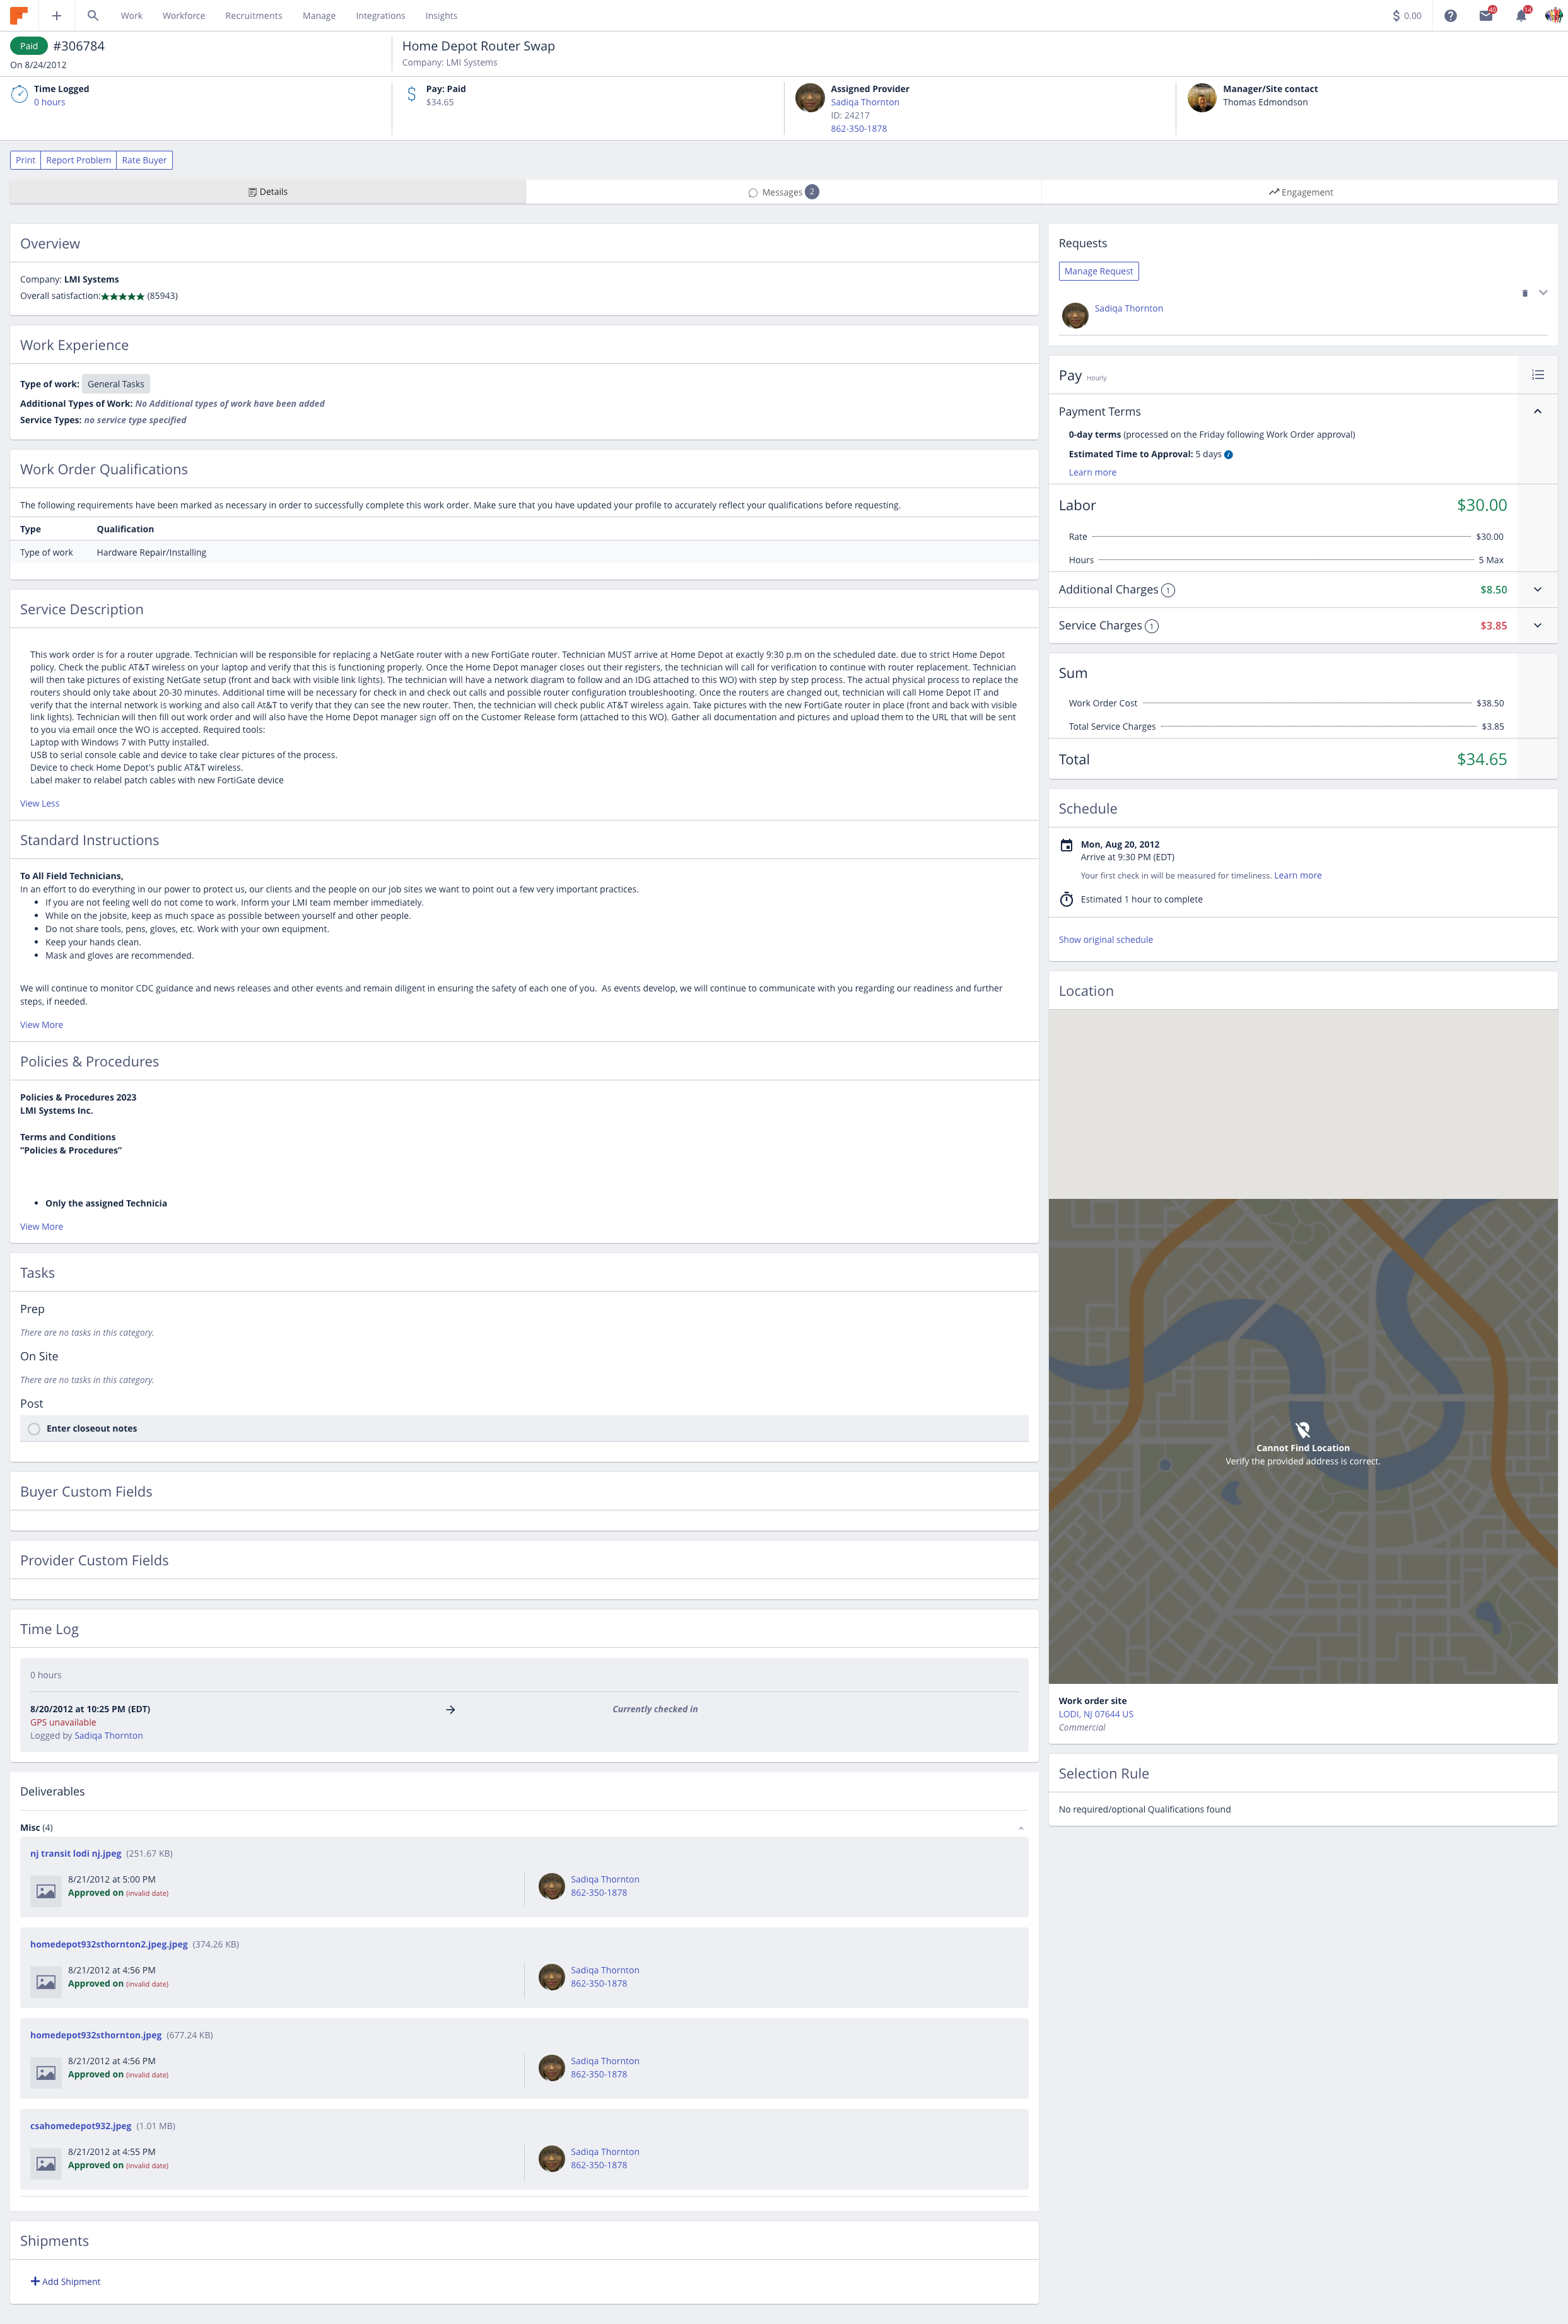 Work
Workforce
Recruitments
Manage
Integrations
Insights
$ 0.00
40
14
Paid #306784
On 8/24/2012
Home Depot Router Swap
Company: LMI Systems
Time Logged
0 hours
Pay: Paid
$34.65
Assigned Provider
Sadiqa Thornton
ID: 24217
862-350-1878
Manager/Site contact
Thomas Edmondson
Print
Report Problem
Rate Buyer
Details
Messages 2
Engagement
Overview
Company: LMI Systems
Overall satisfaction:★★★★★ (85943)
Work Experience
Type of work: General Tasks
Additional Types of Work: No Additional types of work have been added
Service Types: no service type specified
Work Order Qualifications
The following requirements have been marked as necessary in order to successfully complete this work order. Make sure that you have updated your profile to accurately reflect your qualifications before requesting.
Type Qualification
Type of work Hardware Repair/Installing
Service Description
This work order is for a router upgrade. Technician will be responsible for replacing a NetGate router with a new FortiGate router. Technician MUST arrive at Home Depot at exactly 9:30 p.m on the scheduled date. due to strict Home Depot
policy. Check the public AT&T wireless on your laptop and verify that this is functioning properly. Once the Home Depot manager closes out their registers, the technician will call for verification to continue with router replacement. Technician
will then take pictures of existing NetGate setup (front and back with visible link lights). The technician will have a network diagram to follow and an IDG attached to this WO) with step by step process. The actual physical process to replace the
routers should only take about 20-30 minutes. Additional time will be necessary for check in and check out calls and possible router configuration troubleshooting. Once the routers are changed out, technician will call Home Depot IT and
verify that the internal network is working and also call At&T to verify that they can see the new router. Then, the technician will check public AT&T wireless again. Take pictures with the new FortiGate router in place (front and back with visible
link lights). Technician will then fill out work order and will also have the Home Depot manager sign off on the Customer Release form (attached to this WO). Gather all documentation and pictures and upload them to the URL that will be sent
to you via email once the WO is accepted. Required tools:
Laptop with Windows 7 with Putty installed.
USB to serial console cable and device to take clear pictures of the process.
Device to check Home Depot's public AT&T wireless.
Label maker to relabel patch cables with new FortiGate device
View Less
Standard Instructions
To All Field Technicians,
In an effort to do everything in our power to protect us, our clients and the people on our job sites we want to point out a few very important practices.
• If you are not feeling well do not come to work. Inform your LMI team member immediately.
• While on the jobsite, keep as much space as possible between yourself and other people.
• Do not share tools, pens, gloves, etc. Work with your own equipment.
• Keep your hands clean.
• Mask and gloves are recommended.
We will continue to monitor CDC guidance and news releases and other events and remain diligent in ensuring the safety of each one of you. As events develop, we will continue to communicate with you regarding our readiness and further
steps, if needed.
View More
Policies & Procedures
Policies & Procedures 2023
LMI Systems Inc.
Terms and Conditions
“Policies & Procedures”
• Only the assigned Technicia
View More
Tasks
Prep
There are no tasks in this category.
On Site
There are no tasks in this category.
Post
Enter closeout notes
Buyer Custom Fields
Provider Custom Fields
Time Log
0 hours
8/20/2012 at 10:25 PM (EDT)
Currently checked in
GPS unavailable
Logged by Sadiqa Thornton
Deliverables
Misc (4)
nj transit lodi nj.jpeg (251.67 KB)
8/21/2012 at 5:00 PM
Approved on (invalid date)
Sadiqa Thornton
862-350-1878
homedepot932sthornton2.jpeg.jpeg (374.26 KB)
8/21/2012 at 4:56 PM
Approved on (invalid date)
Sadiqa Thornton
862-350-1878
homedepot932sthornton.jpeg (677.24 KB)
8/21/2012 at 4:56 PM
Approved on (invalid date)
Sadiqa Thornton
862-350-1878
csahomedepot932.jpeg (1.01 MB)
8/21/2012 at 4:55 PM
Approved on (invalid date)
Sadiqa Thornton
862-350-1878
Shipments
Add Shipment
Requests
Manage Request
Sadiqa Thornton
Pay Hourly
Payment Terms
0-day terms (processed on the Friday following Work Order approval)
Estimated Time to Approval: 5 days
Learn more
Labor $30.00
Rate $30.00
Hours 5 Max
Additional Charges 1 $8.50
Service Charges 1 $3.85
Sum
Work Order Cost $38.50
Total Service Charges $3.85
Total $34.65
Schedule
Mon, Aug 20, 2012
Arrive at 9:30 PM (EDT)
Your first check in will be measured for timeliness. Learn more
Estimated 1 hour to complete
Show original schedule
Location
Cannot Find Location
Verify the provided address is correct.
Work order site
LODI, NJ 07644 US
Commercial
Selection Rule
No required/optional Qualifications found